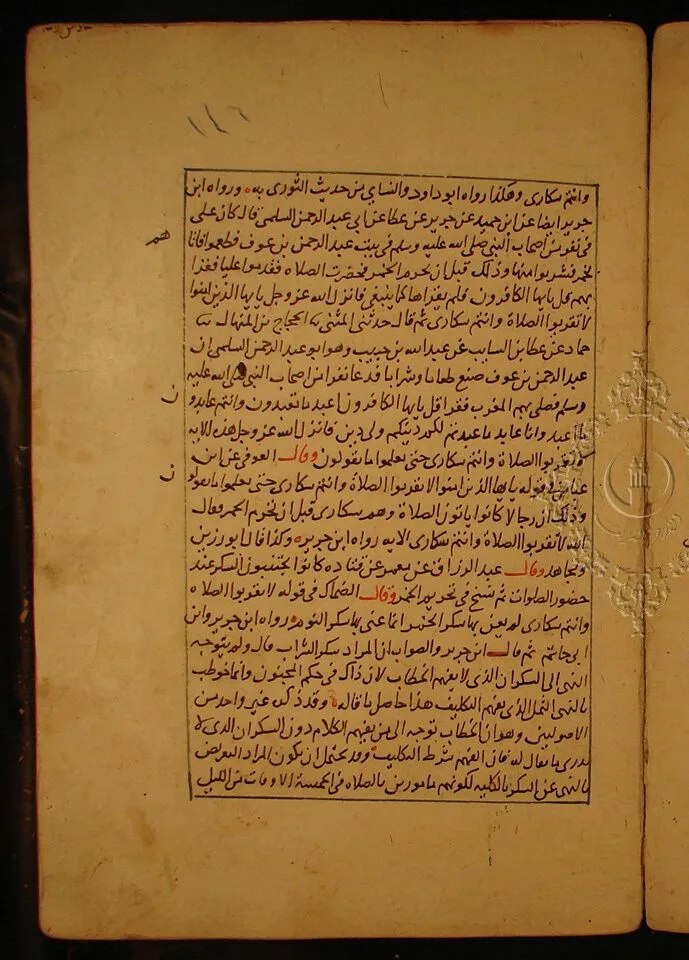 ١٤٦
وانتم سكارى وهكذا رواه ابو داود والنساي من حديث الثوري به ورواه ابن
جرير ايضا عن ابن حميد عن جرير عن عطا عن ابي عبد الرحمن السلمي قال كان علي
في نفر من اصحاب النبي صلى الله عليه وسلم في بيت عبد الرحمن بن عوف فطعموا فاتا
هم
بخمر فشربوا منها وذلك قبل ان يحرم الخمر فحضرت الصلاة فقدموا عليا فقرا
بهم قل يايها الكافرون فلم يقراها كما ينبغي فانزل الله عز وجل يايها الذين امنوا
لا تقربوا الصلاة وانتم سكارى ثم قال حدثني المثنى ثنا الحجاج بن المنهال ثنا
حماد عن عطا بن السايب عن عبد الله بن حبيب وهو ابو عبد الرحمن السلمي ان
عبد الرحمن بن عوف صنع طعاما وشرابا فدعا نفرا من اصحاب النبي صلى الله عليه
وسلم فصلى بهم المغرب فقرا قل يايها الكافرون اعبد ما تعبدون وانتم عابدو
ن
ما اعبد وانا عابد ما عبدتم لكم دينكم ولي دين فانزل الله عز وجل هذه الاية
لا تقربوا الصلاة وانتم سكارى حتى تعلموا ما تقولون وقال العوفي عن ابن
عباس في قوله يايها الذين امنوا لا تقربوا الصلاة وانتم سكارى حتى تعلموا ما تقولو
ن
وذلك ان رجالا كانوا ياتون الصلاة وهم سكارى قبل ان تحرم الخمر فقال
الله لا تقربوا الصلاة وانتم سكارى الاية رواه ابن جرير وكذا قال ابو رزين
ومجاهد وقال عبد الرزاق عن معمر عن قتادة كانوا يجتنبون السكر عند
حضور الصلوات ثم نسخ في تحريم الخمر وقال الضحاك في قوله لا تقربوا الصلاة
وانتم سكارى لم يعن بها سكر الخمر انما عنى بها سكر النوم رواه ابن جرير وابن
ابي حاتم ثم قال ابن جرير والصواب ان المراد سكر الشراب قال ولم يتوجه
النهي الى السكران الذي لا يفهم الخطاب لان ذاك في حكم المجنون وانما خوطب
بالنهي الثمل الذي يفهم التكليف هذا حاصل ما قاله وقد ذكره غير واحد من
الاصوليين وهو ان الخطاب توجه الى من يفهم الكلام دون السكران الذي لا
يدري ما يقال له فان الفهم شرط التكليف وقد يحتمل ان يكون المراد التعريض
بالنهي عن السكر بالكلية لكونهم مامورين بالصلاة في الخمسة الاوقات من الليل